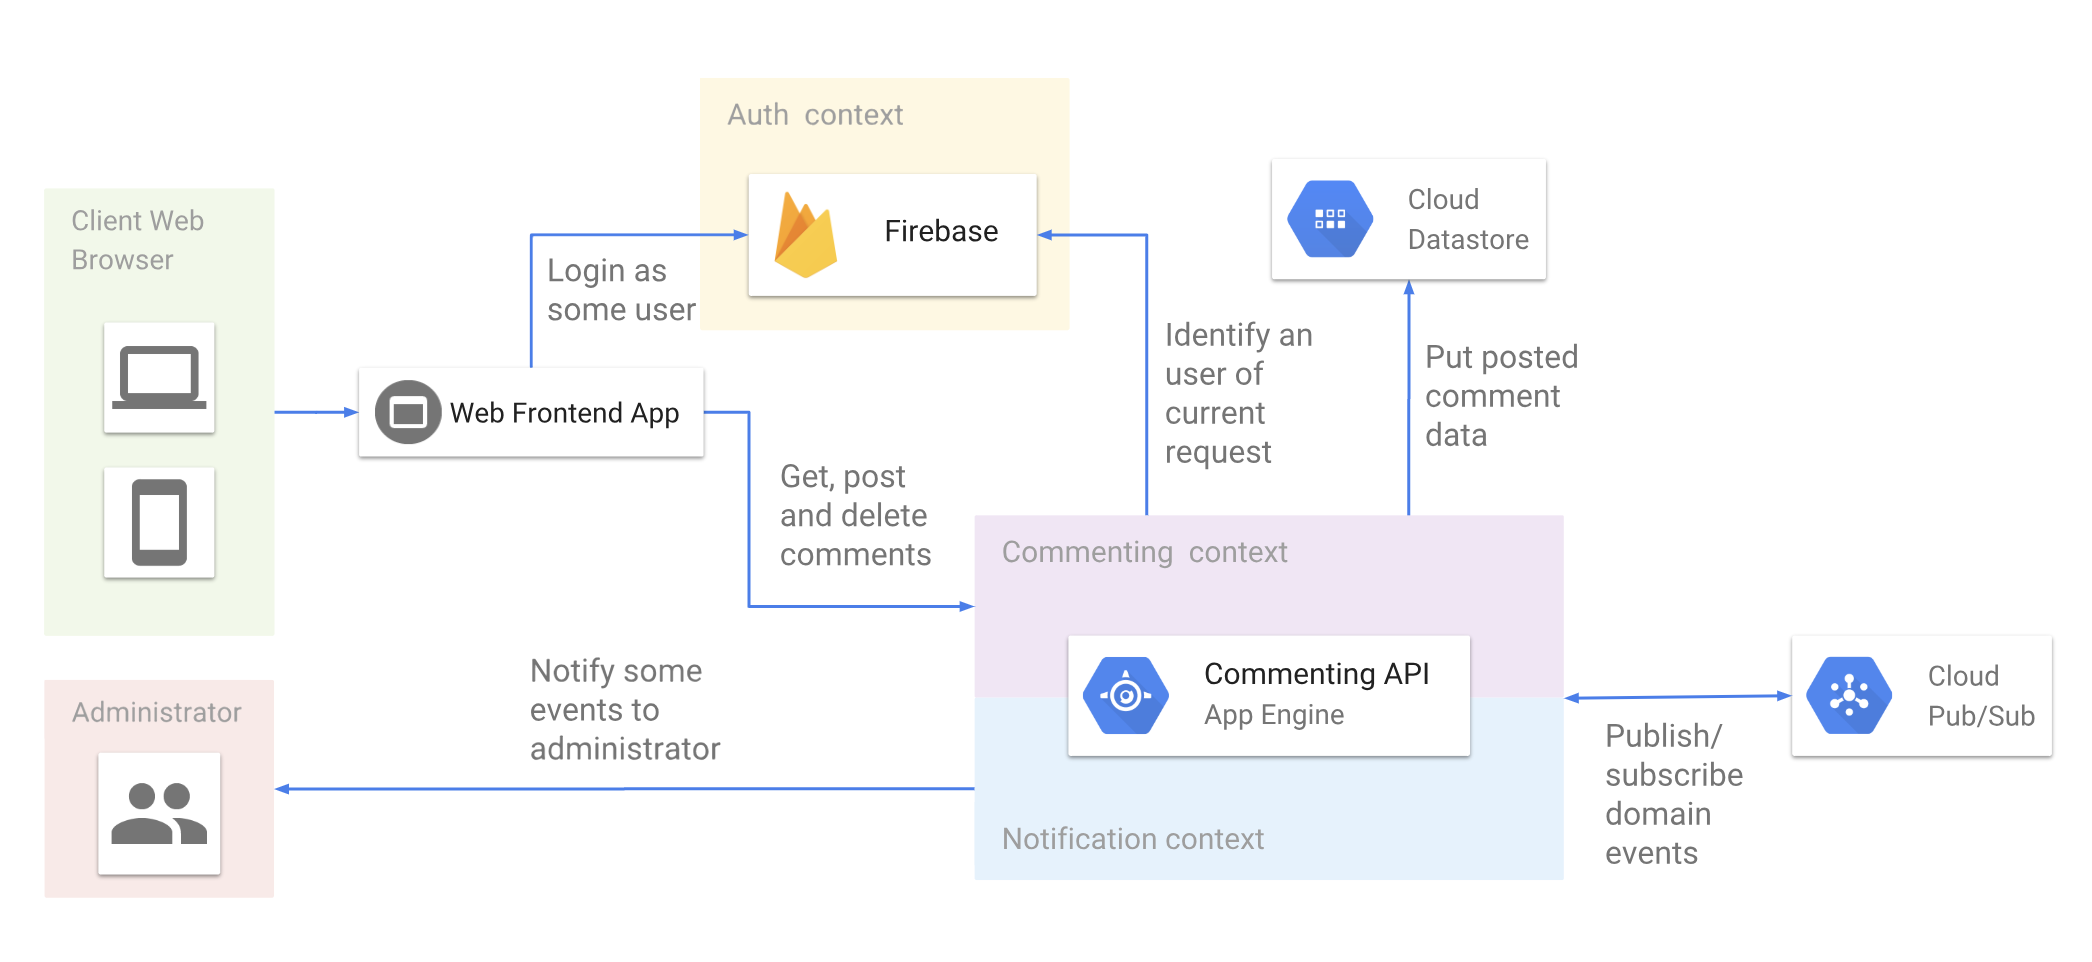 Auth context
Firebase
Client Web
Browser
Login as
some user
Cloud
Datastore
Identify an
user of
current
request
Put posted
comment
data
Web Frontend App
Get, post
and delete
comments
Commenting context
Commenting API
App Engine
Notification context
Cloud
Pub/Sub
Publish/
subscribe
domain
events
Notify some
events to
administrator
Administrator